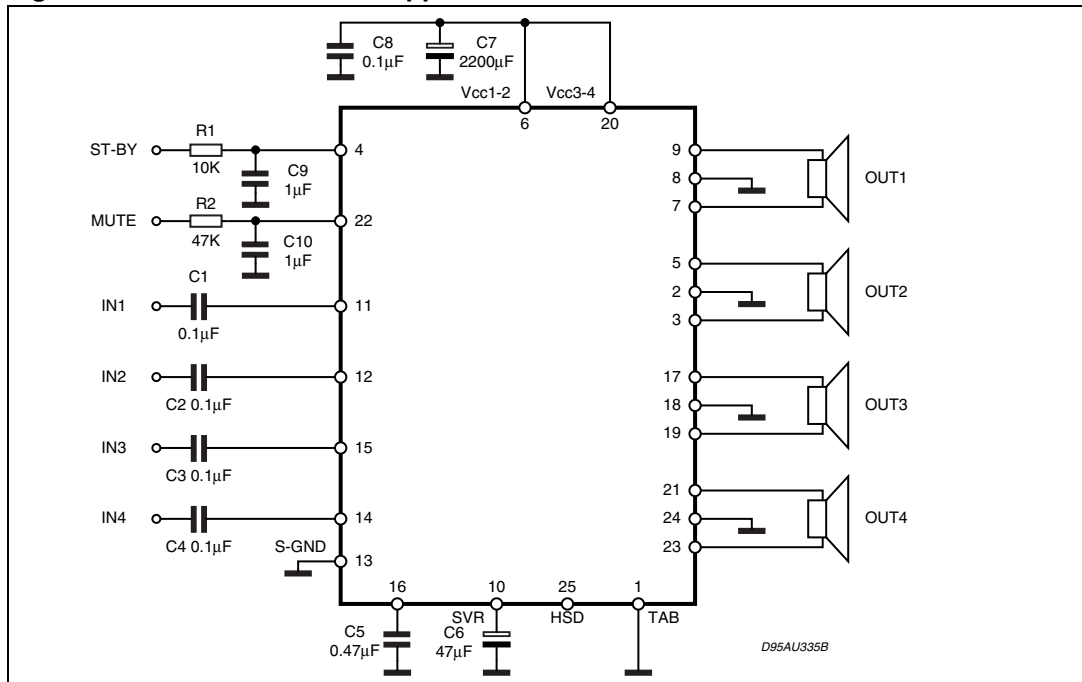 C8
0.1µF
C7
2200µF
Vcc1-2
Vcc3-4
6
20
ST-BY
R1
10K
4
C9
1µF
MUTE
R2
47K
22
C10
1µF
IN1
C1
0.1µF
11
IN2
C2 0.1µF
12
IN3
C3 0.1µF
15
IN4
C4 0.1µF
14
S-GND
13
16
C5
0.47µF
10
SVR
C6
47µF
25
HSD
1
TAB
9
8
7
OUT1
5
2
3
OUT2
17
18
19
OUT3
21
24
23
OUT4
D95AU335B